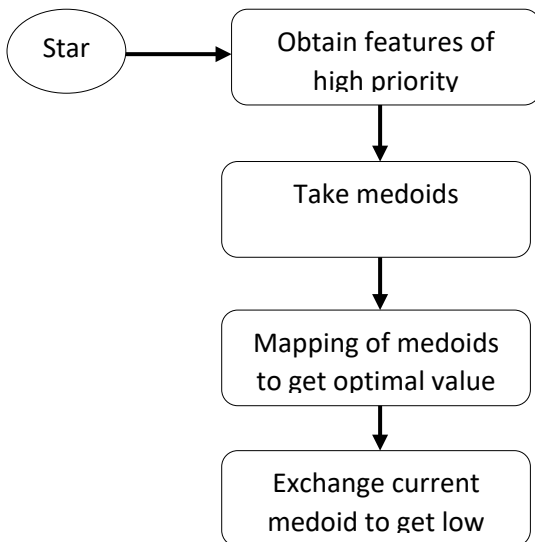 Star
Obtain features of
high priority
Take medoids
Mapping of medoids
to get optimal value
Exchange current
medoid to get low